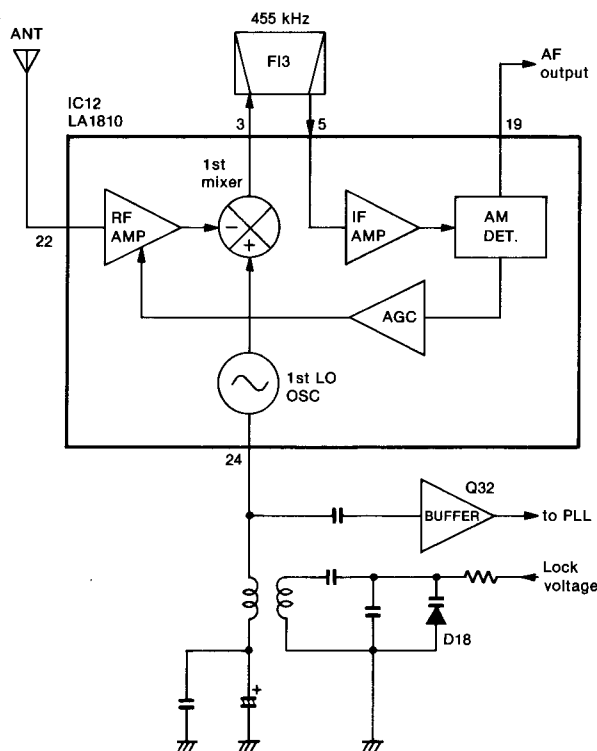 455 kHz
ANT
FI3
AF
output
IC12
LA1810
3
5
19
1st
mixer
RF
AMP
−
+
IF
AMP
AM
DET.
22
AGC
1st LO
OSC
24
Q32
BUFFER
to PLL
Lock
voltage
D18
+